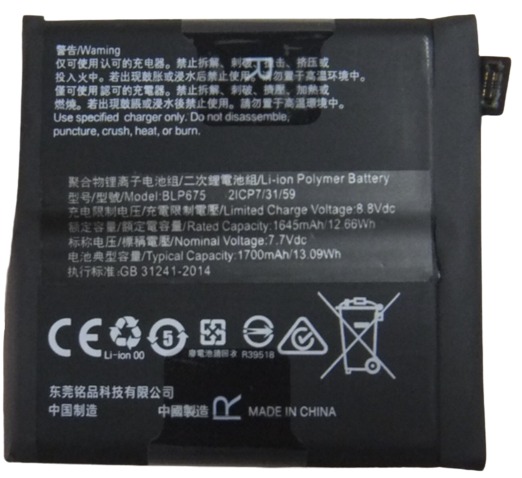 警告/Warning
仅可使用认可的充电器。禁止拆解、刺破、撞击、挤压或
投入火中。若出现鼓胀或浸水后禁止使用。请勿置于高温环境中。
僅可使用認可的充電器。禁止拆解、刺破、擠壓、加熱或
燃燒。若出現鼓脹或浸水後禁止使用。請勿置於高溫環境中。
Use specified charger only. Do not disassemble,
puncture, crush, heat, or burn.
R
聚合物锂离子电池组/二次鋰電池組/Li-ion Polymer Battery
型号/型號/Model:BLP675 2ICP7/31/59
充电限制电压/充電限制電壓/Limited Charge Voltage:8.8Vdc
额定容量/額定容量/Rated Capacity:1645mAh/12.66Wh
标称电压/標稱電壓/Nominal Voltage:7.7Vdc
电池典型容量/Typical Capacity:1700mAh/13.09Wh
执行标准:GB 31241-2014
CE
Li-ion 00
5
廢電池請回收
R39518
东莞铭品科技有限公司
中国制造 中國製造 R MADE IN CHINA